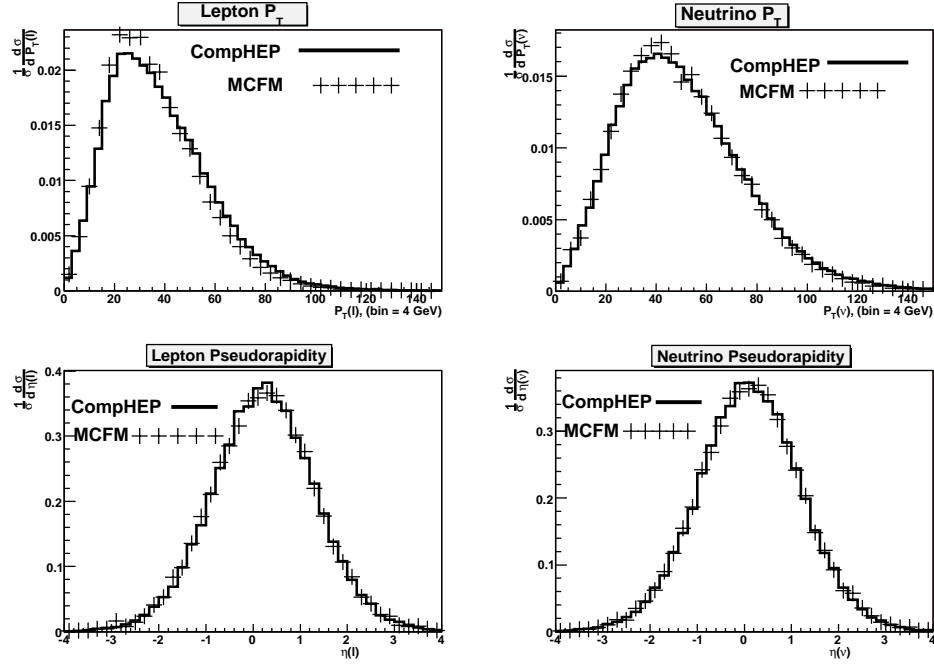 Lepton P_T
1/σ dσ/d P_T(l)
CompHEP
MCFM
0.02
0.015
0.01
0.005
0
0 20 40 60 80 100 120 140
P_T(l), (bin = 4 GeV)
Neutrino P_T
1/σ dσ/d P_T(ν)
CompHEP
MCFM
0.015
0.01
0.005
0
0 20 40 60 80 100 120 140
P_T(ν), (bin = 4 GeV)
Lepton Pseudorapidity
1/σ dσ/dη(l)
CompHEP
MCFM
0.4
0.3
0.2
0.1
0
-4 -3 -2 -1 0 1 2 3 4
η(l)
Neutrino Pseudorapidity
1/σ dσ/dη(ν)
CompHEP
MCFM
0.3
0.2
0.1
0
-4 -3 -2 -1 0 1 2 3 4
η(ν)